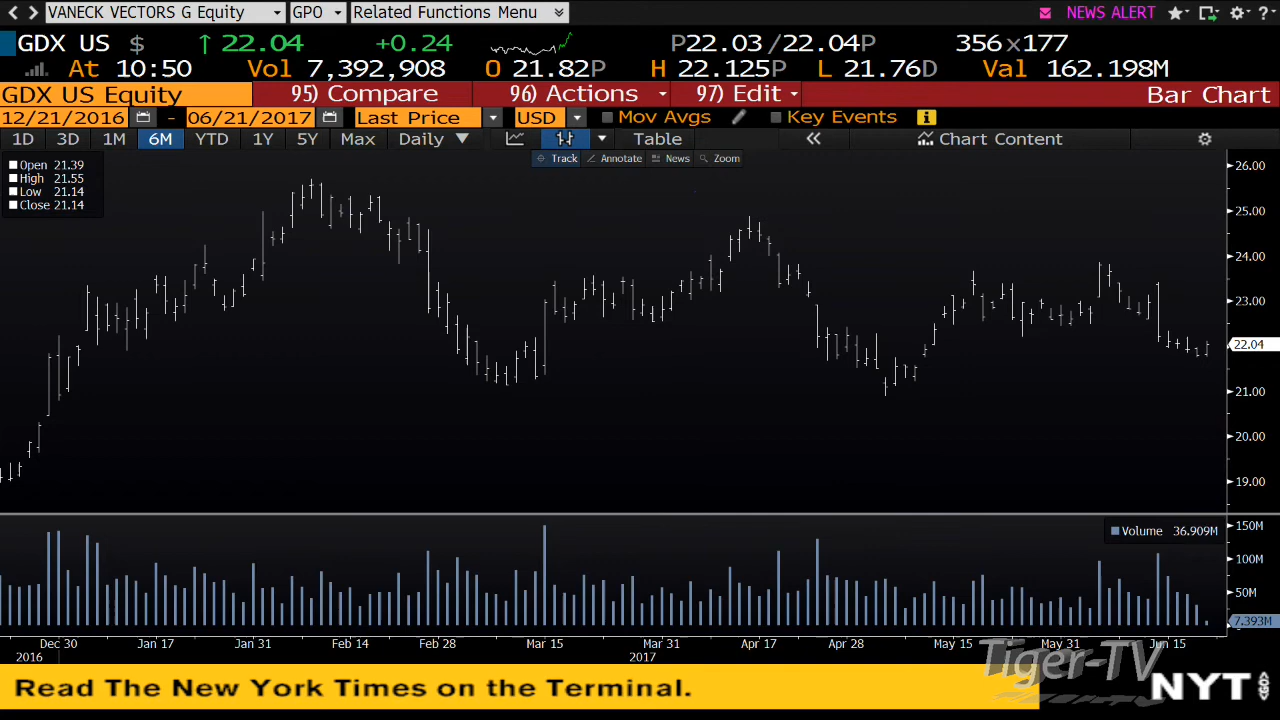 VANECK VECTORS G Equity GPO Related Functions Menu NEWS ALERT ?
GDX US $ ↑ 22.04 +0.24 P22.03 /22.04P 356x177
At 10:50 Vol 7,392,908 O 21.82P H 22.125P L 21.76D Val 162.198M
GDX US Equity 95) Compare 96) Actions 97) Edit Bar Chart
12/21/2016 - 06/21/2017 Last Price USD Mov Avgs Key Events i
1D 3D 1M 6M YTD 1Y 5Y Max Daily ▼ Table « Chart Content
Track Annotate News Zoom
Open 21.39
High 21.55
Low 21.14
Close 21.14
26.00
25.00
24.00
23.00
22.04
21.00
20.00
19.00
Volume 36.909M
150M
100M
50M
7.393M
0
Dec 30 Jan 17 Jan 31 Feb 14 Feb 28 Mar 15 Mar 31 Apr 17 Apr 28 May 15 May 31 Jun 15
2016 2017
Tiger-TV
Read The New York Times on the Terminal.
NYT <GO>